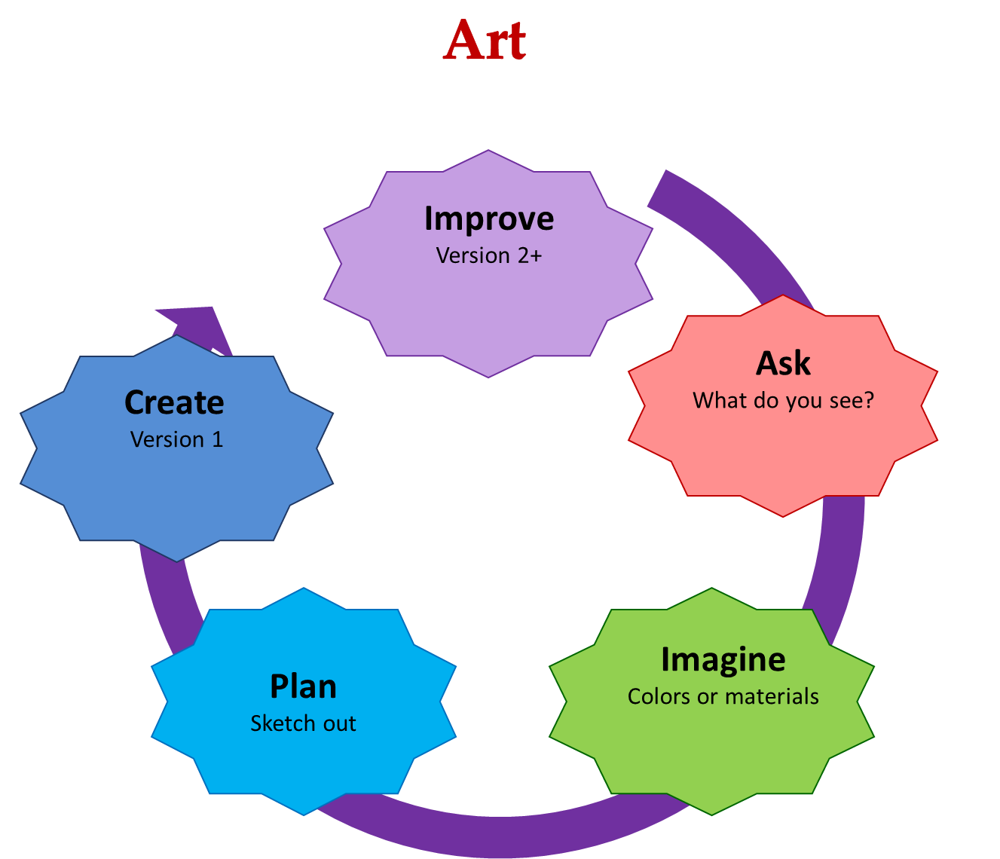 Art
Improve
Version 2+
Ask
What do you see?
Create
Version 1
Imagine
Colors or materials
Plan
Sketch out